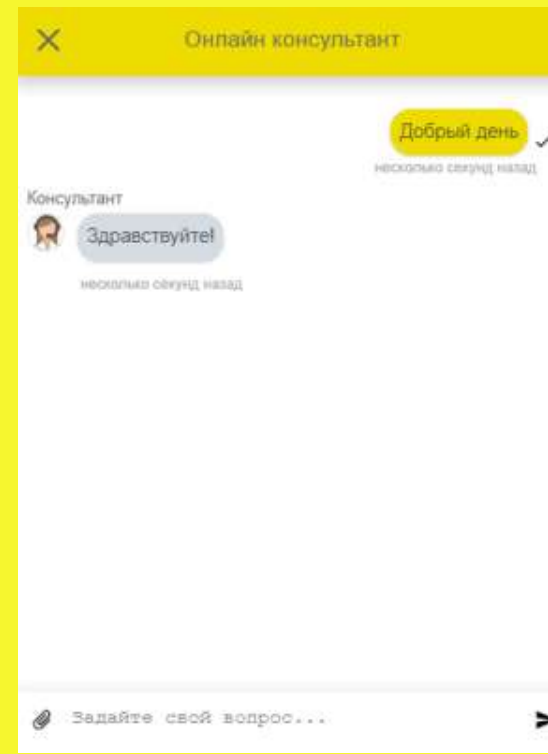 Онлайн консультант
Добрый день
несколько секунд назад
Консультант
Здравствуйте!
несколько секунд назад
Задайте свой вопрос...